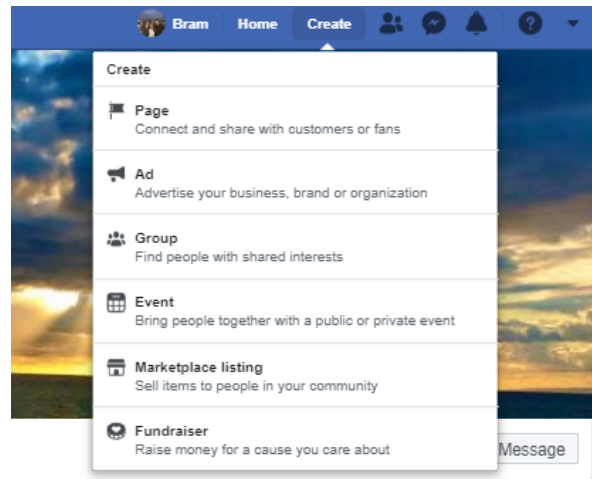 Bram Home Create
Create
Page
Connect and share with customers or fans
Ad
Advertise your business, brand or organization
Group
Find people with shared interests
Event
Bring people together with a public or private event
Marketplace listing
Sell items to people in your community
Fundraiser
Raise money for a cause you care about
Message